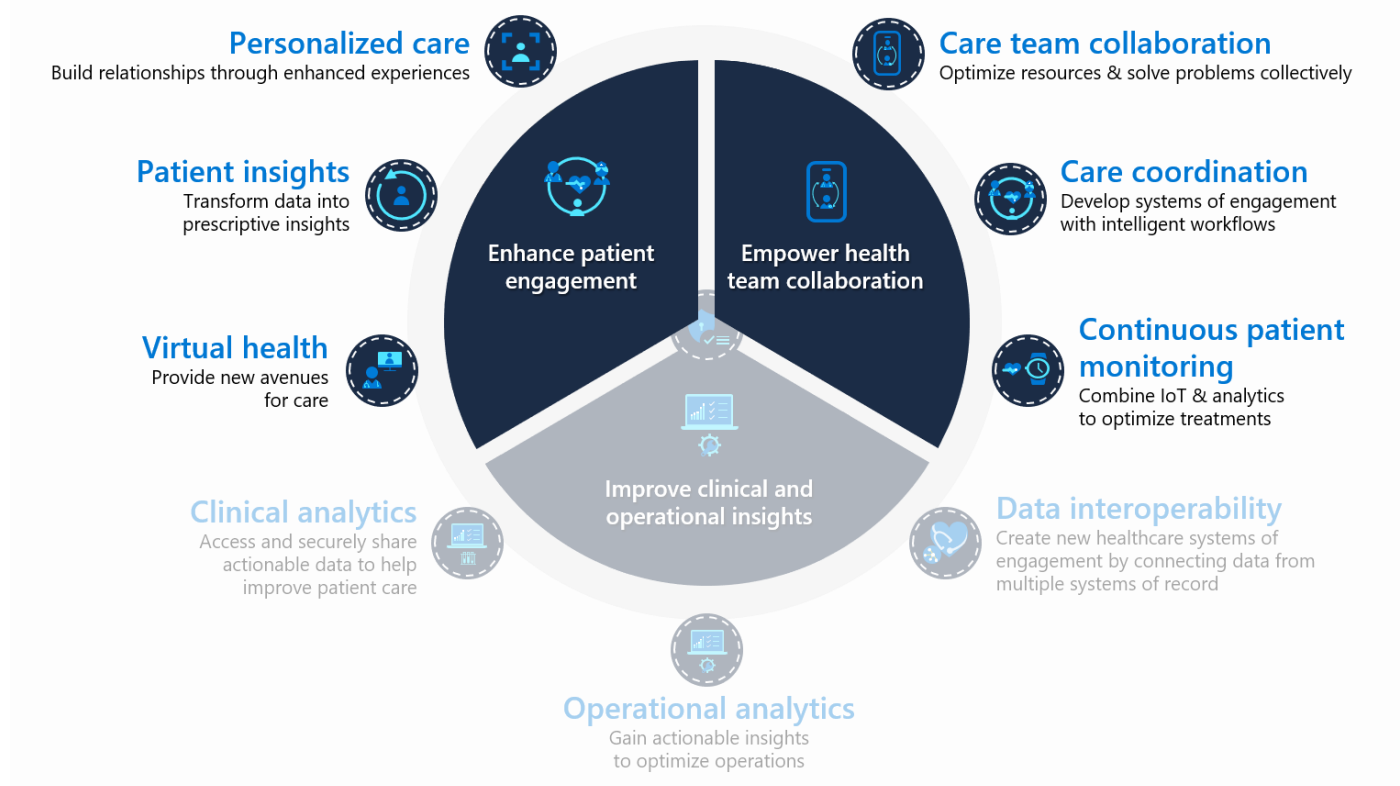 Personalized care
Build relationships through enhanced experiences
Patient insights
Transform data into
prescriptive insights
Virtual health
Provide new avenues
for care
Clinical analytics
Access and securely share
actionable data to help
improve patient care
Enhance patient
engagement
Empower health
team collaboration
Improve clinical and
operational insights
Care team collaboration
Optimize resources & solve problems collectively
Care coordination
Develop systems of engagement
with intelligent workflows
Continuous patient
monitoring
Combine IoT & analytics
to optimize treatments
Data interoperability
Create new healthcare systems of
engagement by connecting data from
multiple systems of record
Operational analytics
Gain actionable insights
to optimize operations